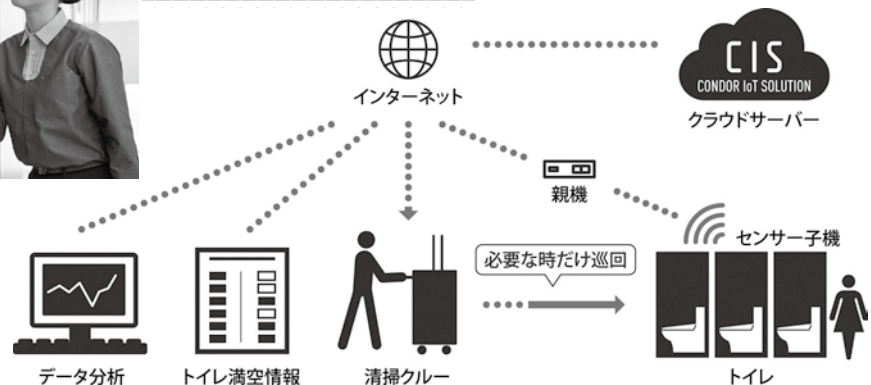 インターネット
CIS
CONDOR IoT SOLUTION
クラウドサーバー
親機
センサー子機
必要な時だけ巡回
データ分析
トイレ満空情報
清掃クルー
トイレ